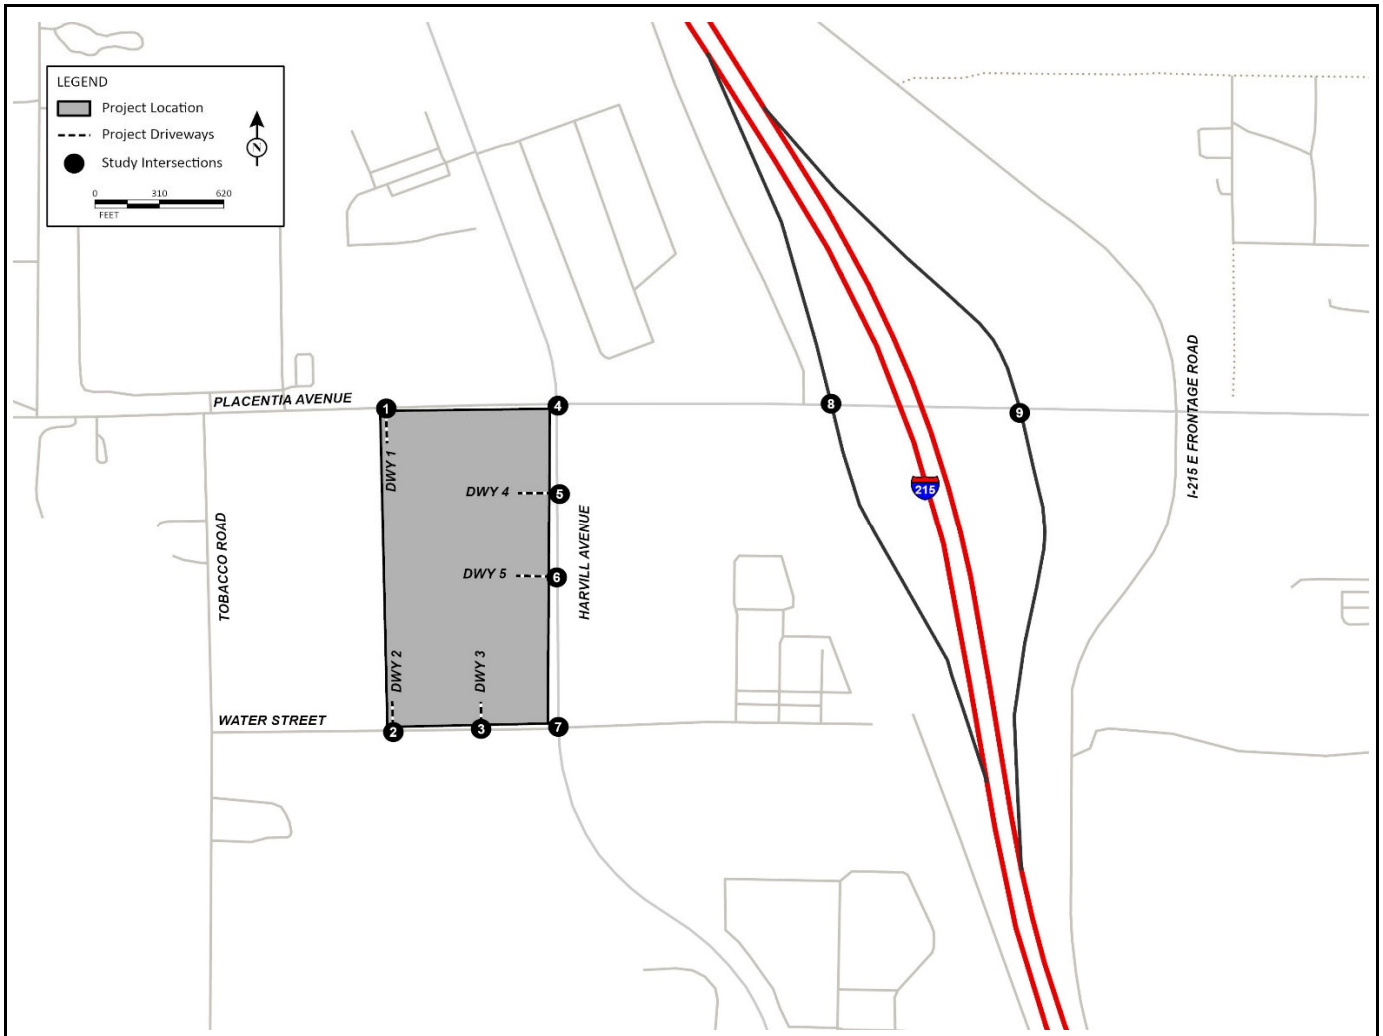 LEGEND
Project Location
Project Driveways
Study Intersections
N
0 310 620
FEET
PLACENTIA AVENUE
1
4
8
9
I-215 E FRONTAGE ROAD
DWY 1
DWY 4
5
215
HARVILL AVENUE
TOBACCO ROAD
DWY 5
6
DWY 2
DWY 3
WATER STREET
2
3
7